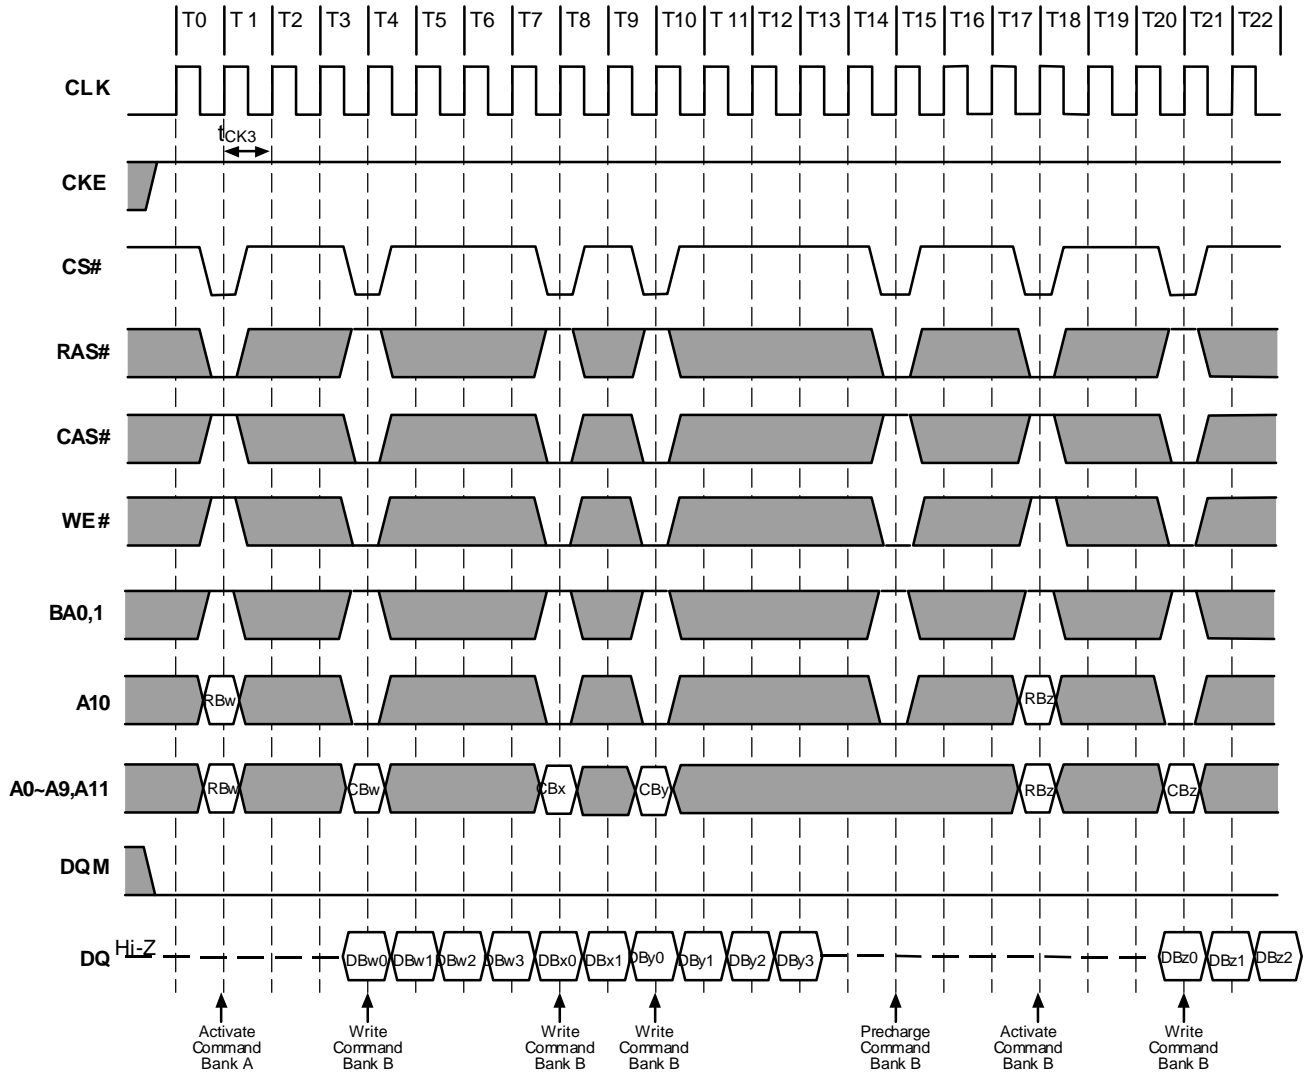 T0 T 1 T2 T3 T4 T5 T6 T7 T8 T9 T10 T 11 T12 T13 T14 T15 T16 T17 T18 T19 T20 T21 T22
CLK
tCK3
CKE
CS#
RAS#
CAS#
WE#
BA0,1
A10 RBw RBz
A0~A9,A11 RBw CBw CBx CBy RBz CBz
DQM
DQ Hi-Z DBw0 DBw1 DBw2 DBw3 DBx0 DBx1 DBy0 DBy1 DBy2 DBy3 DBz0 DBz1 DBz2
Activate Command Bank A
Write Command Bank B
Write Command Bank B
Write Command Bank B
Precharge Command Bank B
Activate Command Bank B
Write Command Bank B